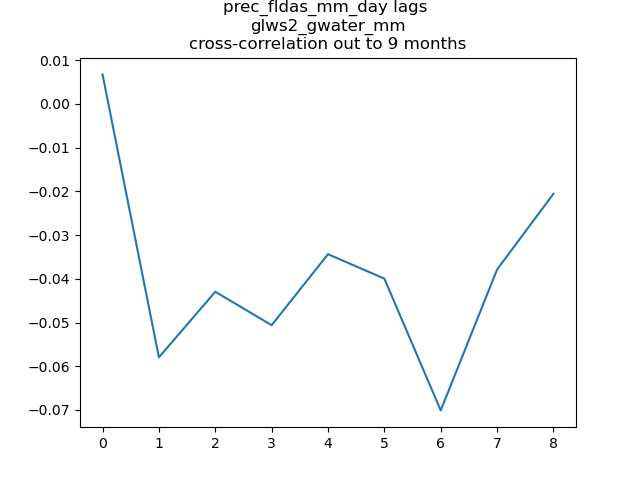 prec_fldas_mm_day lags
glws2_gwater_mm
cross-correlation out to 9 months
0.01
0.00
−0.01
−0.02
−0.03
−0.04
−0.05
−0.06
−0.07
0 1 2 3 4 5 6 7 8